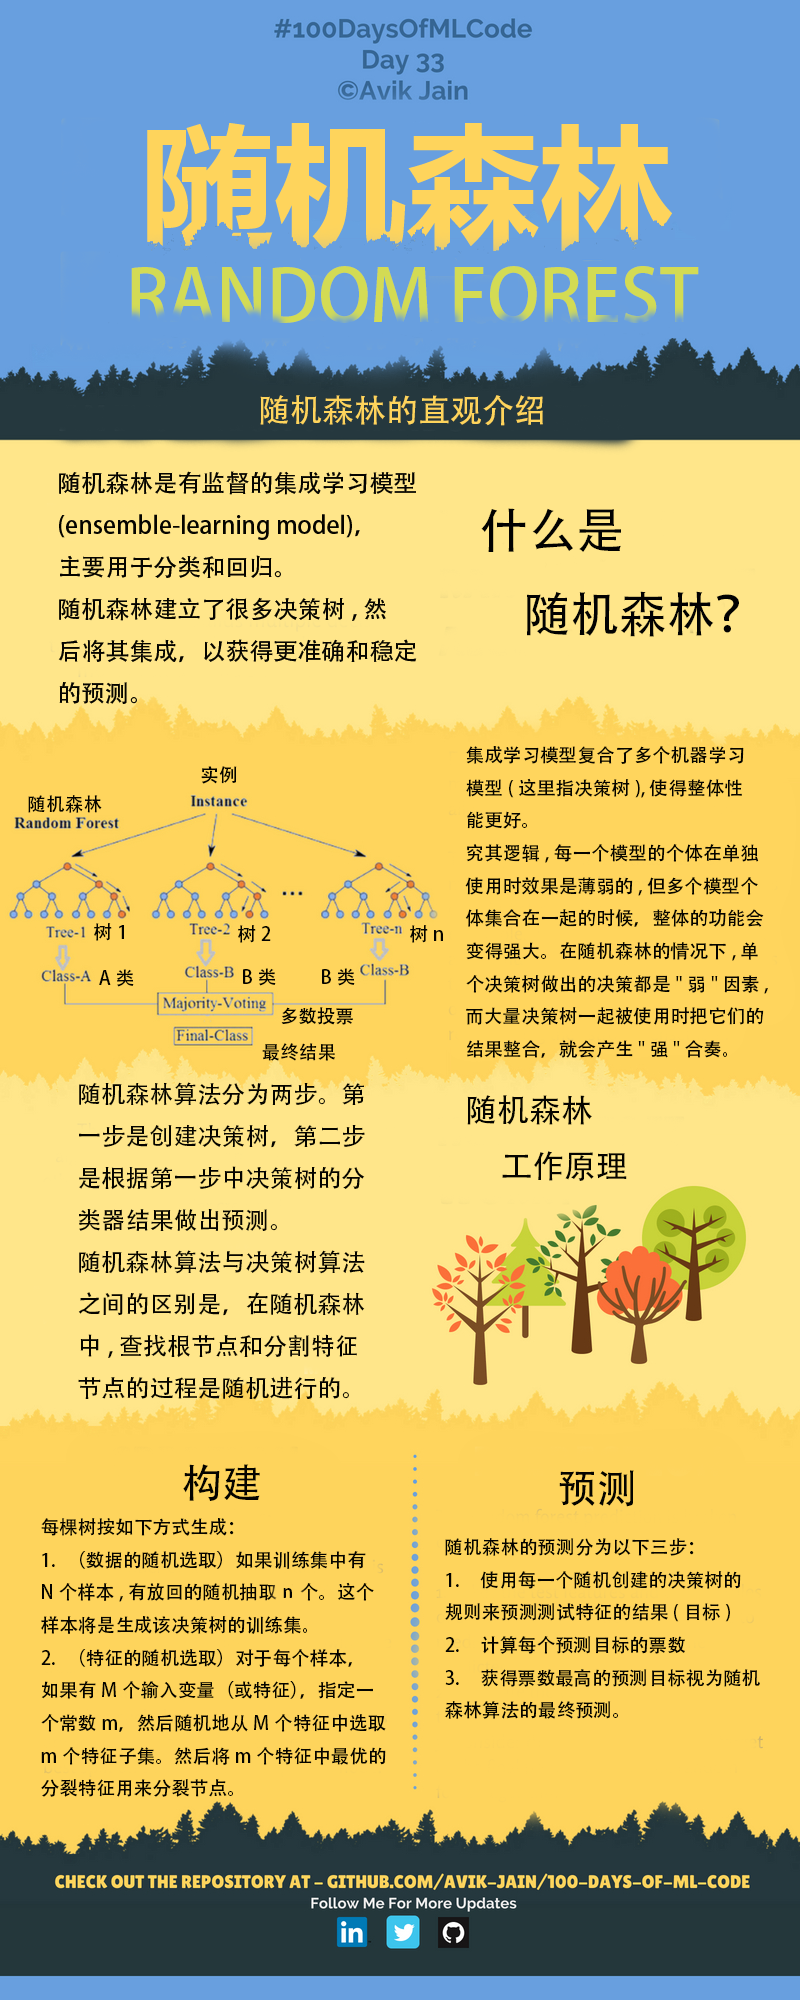 #100DaysOfMLCode
Day 33
©Avik Jain
随机森林
RANDOM FOREST
随机森林的直观介绍
随机森林是有监督的集成学习模型
(ensemble-learning model),
主要用于分类和回归。
随机森林建立了很多决策树 , 然
后将其集成，以获得更准确和稳定
的预测。
什么是
随机森林?
实例
Instance
随机森林
Random Forest
...
Tree-1 树 1
Tree-2 树 2
Tree-n 树 n
Class-A A 类
Class-B B 类
B 类 Class-B
Majority-Voting
多数投票
Final-Class
最终结果
集成学习模型复合了多个机器学习
模型 ( 这里指决策树 ), 使得整体性
能更好。
究其逻辑 , 每一个模型的个体在单独
使用时效果是薄弱的 , 但多个模型个
体集合在一起的时候，整体的功能会
变得强大。在随机森林的情况下 , 单
个决策树做出的决策都是 " 弱 " 因素 ,
而大量决策树一起被使用时把它们的
结果整合，就会产生 " 强 " 合奏。
随机森林算法分为两步。第
一步是创建决策树，第二步
是根据第一步中决策树的分
类器结果做出预测。
随机森林算法与决策树算法
之间的区别是，在随机森林
中 , 查找根节点和分割特征
节点的过程是随机进行的。
随机森林
工作原理
构建
每棵树按如下方式生成：
1. （数据的随机选取）如果训练集中有
N 个样本 , 有放回的随机抽取 n 个。这个
样本将是生成该决策树的训练集。
2. （特征的随机选取）对于每个样本，
如果有 M 个输入变量（或特征），指定一
个常数 m，然后随机地从 M 个特征中选取
m 个特征子集。然后将 m 个特征中最优的
分裂特征用来分裂节点。
预测
随机森林的预测分为以下三步：
1. 使用每一个随机创建的决策树的
规则来预测测试特征的结果 ( 目标 )
2. 计算每个预测目标的票数
3. 获得票数最高的预测目标视为随机
森林算法的最终预测。
CHECK OUT THE REPOSITORY AT - GITHUB.COM/AVIK-JAIN/100-DAYS-OF-ML-CODE
Follow Me For More Updates
in